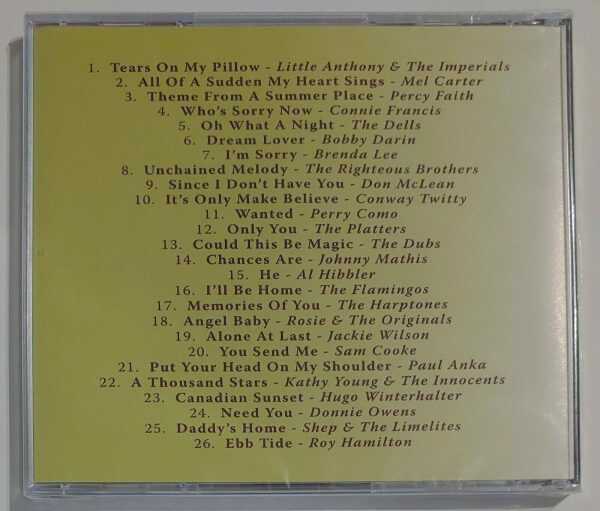 1. Tears On My Pillow - Little Anthony & The Imperials
2. All Of A Sudden My Heart Sings - Mel Carter
3. Theme From A Summer Place - Percy Faith
4. Who's Sorry Now - Connie Francis
5. Oh What A Night - The Dells
6. Dream Lover - Bobby Darin
7. I'm Sorry - Brenda Lee
8. Unchained Melody - The Righteous Brothers
9. Since I Don't Have You - Don McLean
10. It's Only Make Believe - Conway Twitty
11. Wanted - Perry Como
12. Only You - The Platters
13. Could This Be Magic - The Dubs
14. Chances Are - Johnny Mathis
15. He - Al Hibbler
16. I'll Be Home - The Flamingos
17. Memories Of You - The Harptones
18. Angel Baby - Rosie & The Originals
19. Alone At Last - Jackie Wilson
20. You Send Me - Sam Cooke
21. Put Your Head On My Shoulder - Paul Anka
22. A Thousand Stars - Kathy Young & The Innocents
23. Canadian Sunset - Hugo Winterhalter
24. Need You - Donnie Owens
25. Daddy's Home - Shep & The Limelites
26. Ebb Tide - Roy Hamilton